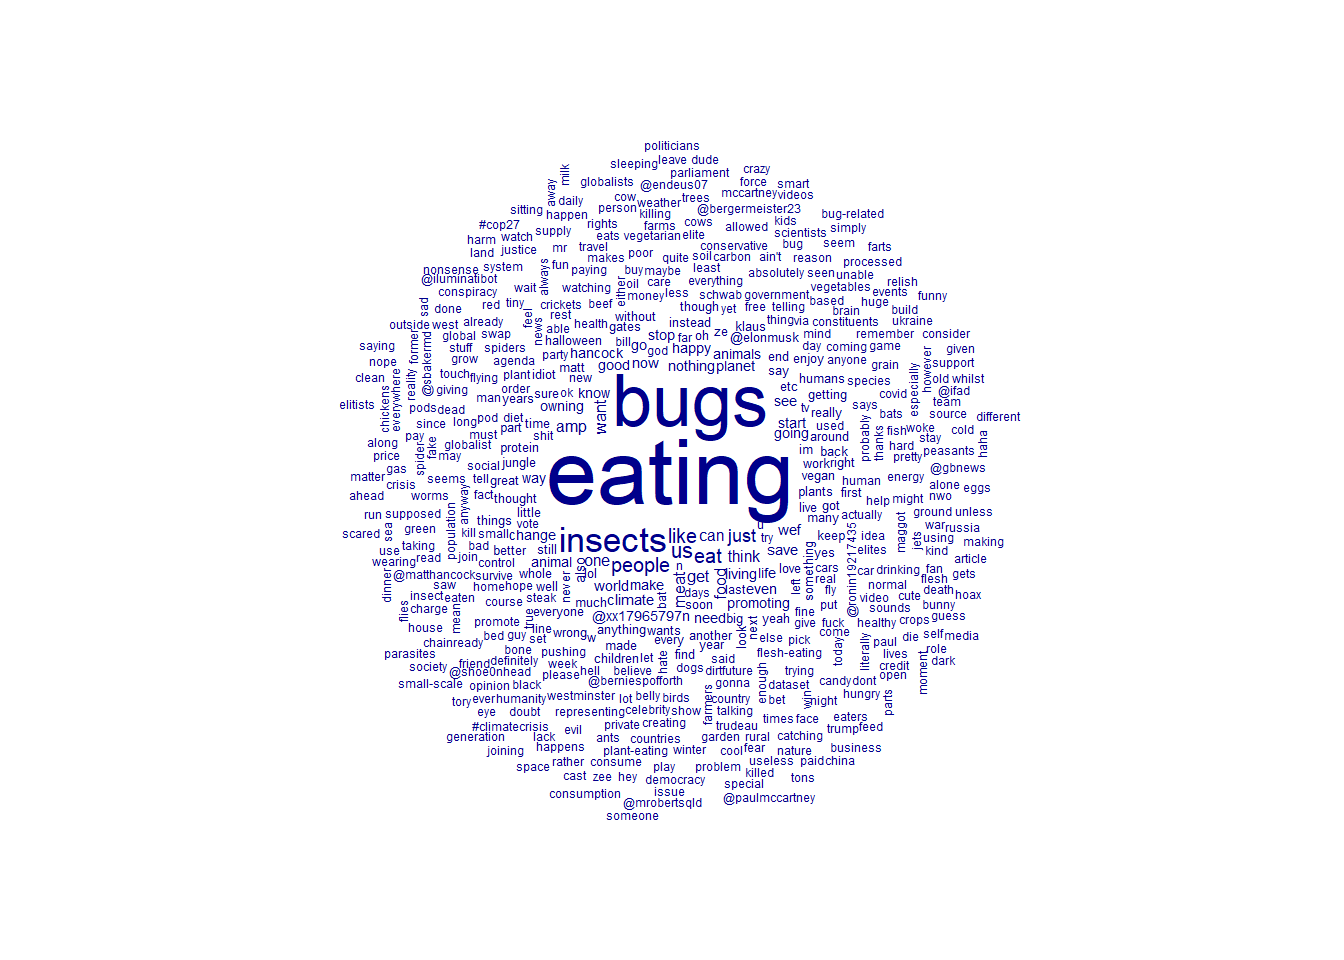 politicians
sleeping leave dude
milk parliament crazy
away globalists @endeus07 force smart
daily cow weather trees mccartney videos
sitting happen person killing @bergermeister23 kids bug-related
#cop27 supply rights farms cows allowed scientists simply
harm watch eats vegetarian elite conservative bug seem farts
land justice mr travel makes poor quite soil carbon ain't reason processed
nonsense system always fun paying buy maybe least absolutely seen unable
@iluminatibot either oil care everything vegetables relish
conspiracy wait watching money less schwab government based events funny
sad done red tiny crickets beef though yet free telling brain huge build
feel rest without instead klaus thing via constituents ukraine
outside west already news able health gates stop far oh ze @elonmusk mind remember consider
saying former global swap halloween bill go god happy day coming game
nope reality stuff spiders party hancock good now nothing planet animals end enjoy anyone grain however given
clean everywhere @sbakermd grow agenda matt say support
touch flying plant idiot new humans species especially old whilst
elitists chickens giving order sure ok know want bugs etc getting covid @ifad
man years owning see tv says team
pods dead pod diet amp start really bats source different
since long part time going used probably thanks fish woke cold haha
along pay must shit around hard stay
price fake globalist protein im back pretty peasants
spider may social jungle eating work right @gbnews
matter gas seems tell great way vegan human energy alone eggs
crisis worms fact thought plants first help might nwo
ahead anyway little live got ground unless
run supposed things vote many actually maggot war russia
scared sea green population kill small change insects like can just u wef keep idea jets using making
use taking bad better still us eat think try save yes elites kind article
wearing read join control animal also one people n love cars something @ronin19217435 car drinking fan
dinner @matthancock survive whole never lol meat get living life left real normal flesh gets
saw home hope well world make bat food days last even fly video cute death hoax
flies insect eaten course steak much climate soon promoting put sounds bunny
charge mean promote true everyone @xx17965797n need big next yeah fine fuck healthy crops guess
house bed guy set line wrong w anything wants another look else give pick come today literally paul die self media
chain ready bone pushing made every year flesh-eating lives role
parasites friend definitely week children let hate find said enough trying credit dark
society @shoe0nhead please hell believe dogs dirt future candy dont open moment
small-scale opinion black @berniespofforth gonna dataset hungry
tory ever humanity westminster lot belly birds farmers country bet win night parts
eye doubt representing celebrity show talking times face eaters
#climatecrisis evil private creating trudeau trump feed
generation lack ants countries garden rural catching
joining happens plant-eating winter cool fear nature business
space rather consume play problem useless paid china
cast zee hey democracy killed tons
consumption issue special
@mrobertsqld @paulmccartney
someone